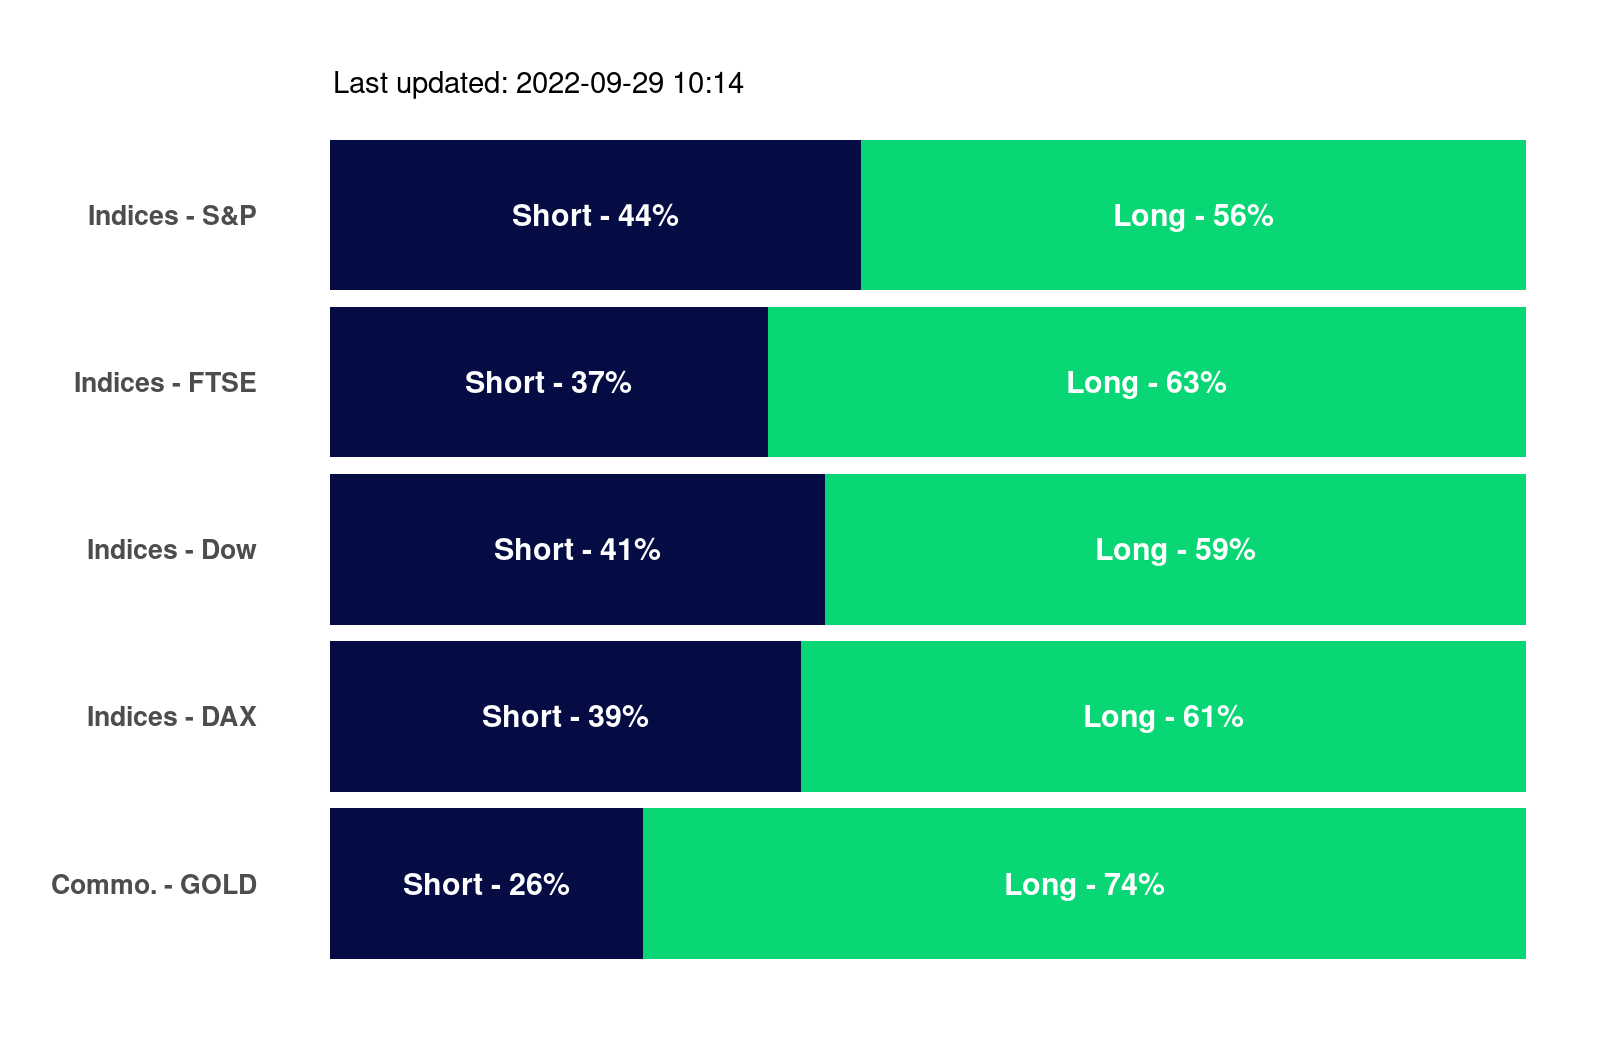 Last updated: 2022-09-29 10:14
Indices - S&P Short - 44% Long - 56%
Indices - FTSE Short - 37% Long - 63%
Indices - Dow Short - 41% Long - 59%
Indices - DAX Short - 39% Long - 61%
Commo. - GOLD Short - 26% Long - 74%